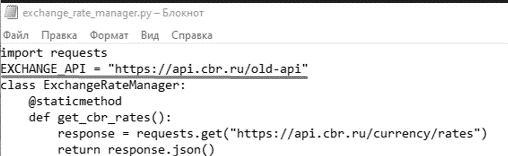 exchange_rate_manager.py – Блокнот
Файл Правка Формат Вид Справка
import requests
EXCHANGE_API = "https://api.cbr.ru/old-api"
class ExchangeRateManager:
    @staticmethod
    def get_cbr_rates():
        response = requests.get("https://api.cbr.ru/currency/rates")
        return response.json()